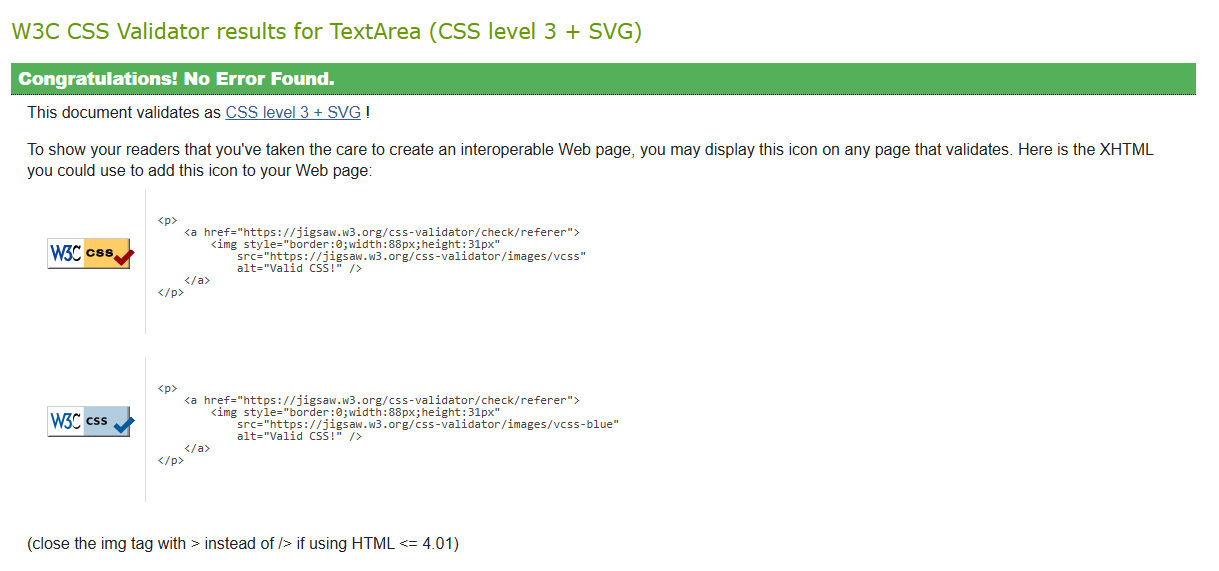 W3C CSS Validator results for TextArea (CSS level 3 + SVG)
Congratulations! No Error Found.
This document validates as CSS level 3 + SVG !
To show your readers that you've taken the care to create an interoperable Web page, you may display this icon on any page that validates. Here is the XHTML
you could use to add this icon to your Web page:
W3C css
<p>
    <a href="https://jigsaw.w3.org/css-validator/check/referer">
        <img style="border:0;width:88px;height:31px"
            src="https://jigsaw.w3.org/css-validator/images/vcss"
            alt="Valid CSS!" />
    </a>
</p>
W3C css
<p>
    <a href="https://jigsaw.w3.org/css-validator/check/referer">
        <img style="border:0;width:88px;height:31px"
            src="https://jigsaw.w3.org/css-validator/images/vcss-blue"
            alt="Valid CSS!" />
    </a>
</p>
(close the img tag with > instead of /> if using HTML <= 4.01)